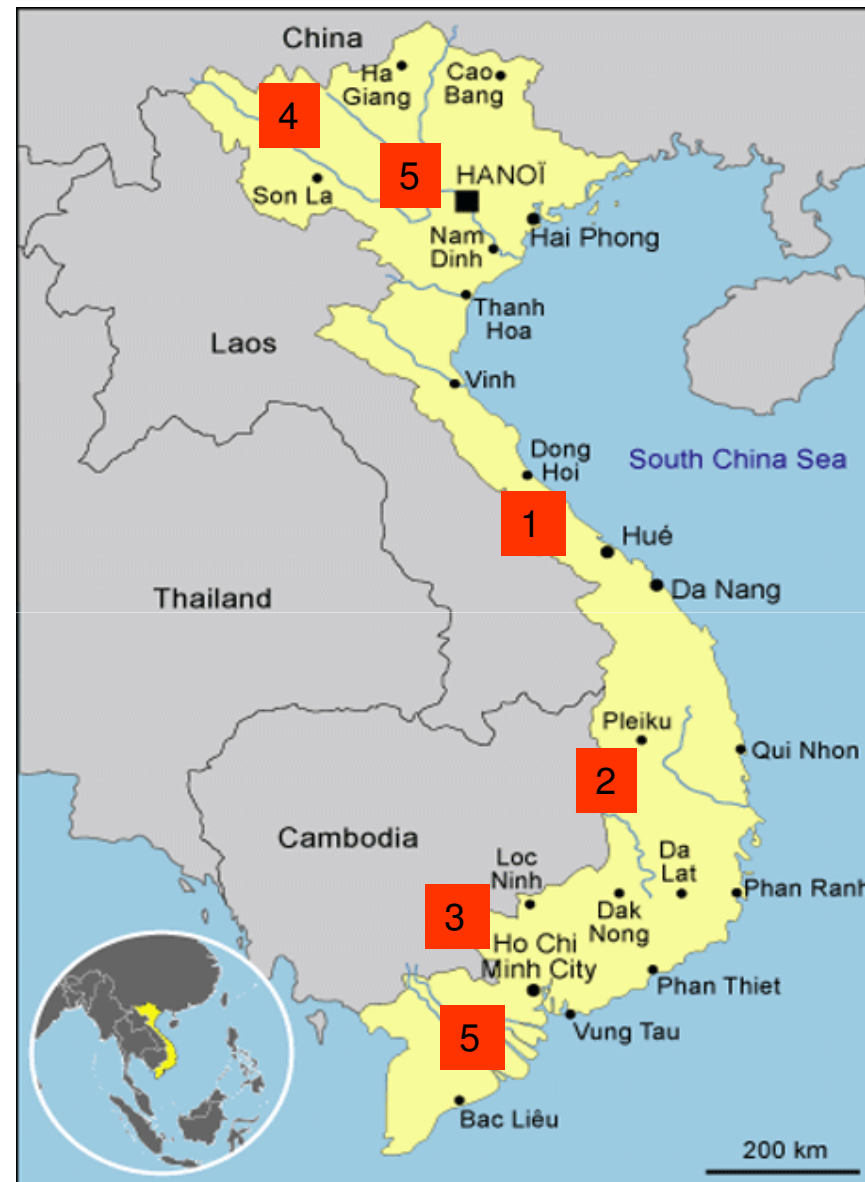 China
Ha
Giang
Cao
Bang
4
5
HANOÏ
Son La
Nam
Dinh
Hai Phong
Thanh
Hoa
Laos
Vinh
Dong
Hoi
South China Sea
1
Hué
Da Nang
Thailand
Pleiku
Qui Nhon
2
Cambodia
Loc
Ninh
Da
Lat
Phan Ranh
3
Dak
Nong
Ho Chi
Minh City
Phan Thiet
Vung Tau
5
Bac Liêu
200 km